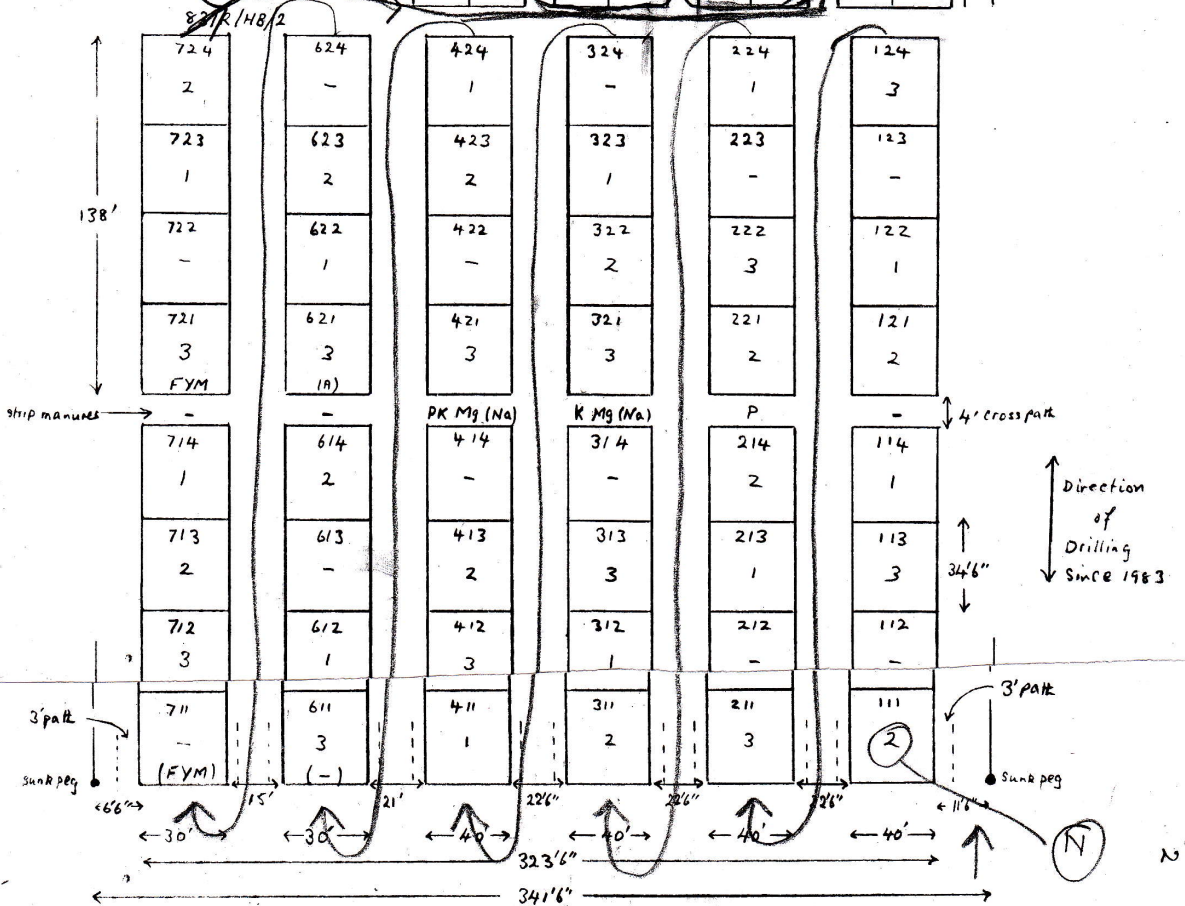 831/R/HB/2
724 624 424 324 224 124
2 - 1 - 1 3
723 623 423 323 223 123
1 2 2 1 - -
138'
722 622 422 322 222 122
- 1 - 2 3 1
721 621 421 321 221 121
3 3 3 3 2 2
FYM (A)
strip manures - - PK Mg (Na) K Mg (Na) P - 4' cross path
714 614 414 314 214 114
1 2 - - 2 1
Direction
of
Drilling
Since 1983
713 613 413 313 213 113
2 - 2 3 1 3
34'6"
712 612 412 312 212 112
3 1 3 1 - -
3' path 3' path
711 611 411 311 211 111
- 3 1 2 3 2
(FYM) (-)
sunk peg sunk peg
6'6" 15' 21' 22'6" 22'6" 22'6" 11'6"
30' 30' 40' 40' 40' 40'
N
323'6"
341'6"